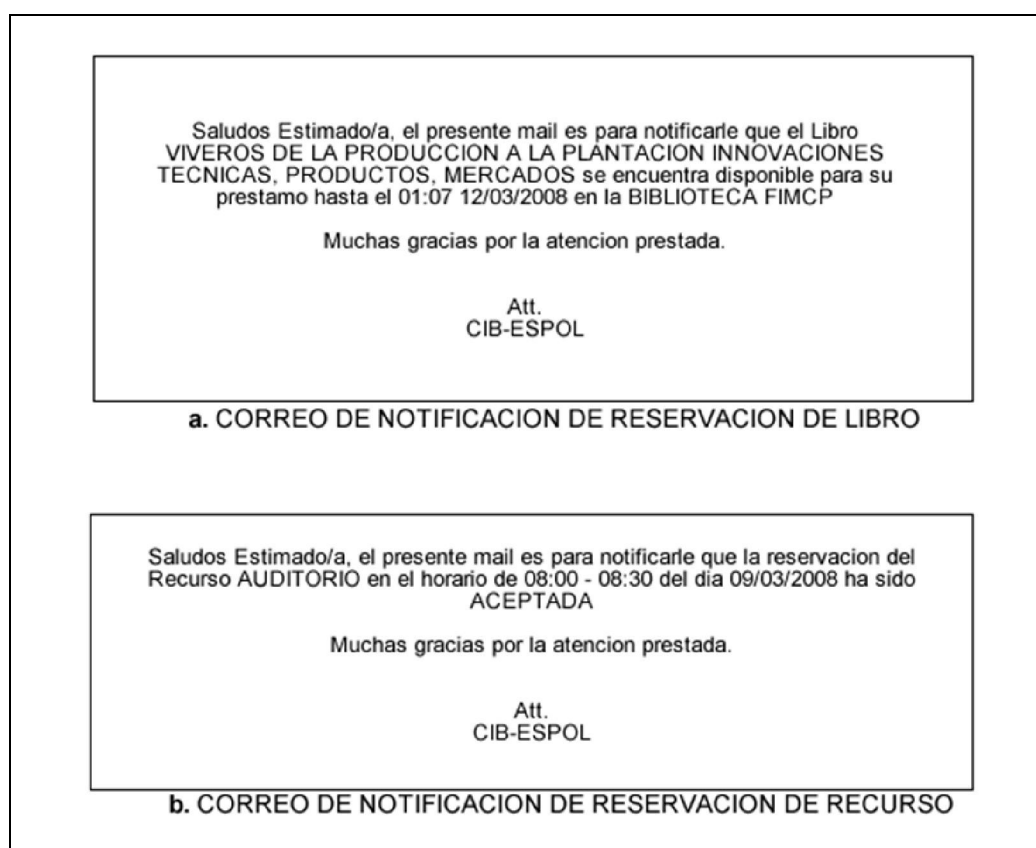 Saludos Estimado/a, el presente mail es para notificarle que el Libro
VIVEROS DE LA PRODUCCION A LA PLANTACION INNOVACIONES
TECNICAS, PRODUCTOS, MERCADOS se encuentra disponible para su
prestamo hasta el 01:07 12/03/2008 en la BIBLIOTECA FIMCP
Muchas gracias por la atencion prestada.
Att.
CIB-ESPOL
a. CORREO DE NOTIFICACION DE RESERVACION DE LIBRO
Saludos Estimado/a, el presente mail es para notificarle que la reservacion del
Recurso AUDITORIO en el horario de 08:00 - 08:30 del dia 09/03/2008 ha sido
ACEPTADA
Muchas gracias por la atencion prestada.
Att.
CIB-ESPOL
b. CORREO DE NOTIFICACION DE RESERVACION DE RECURSO